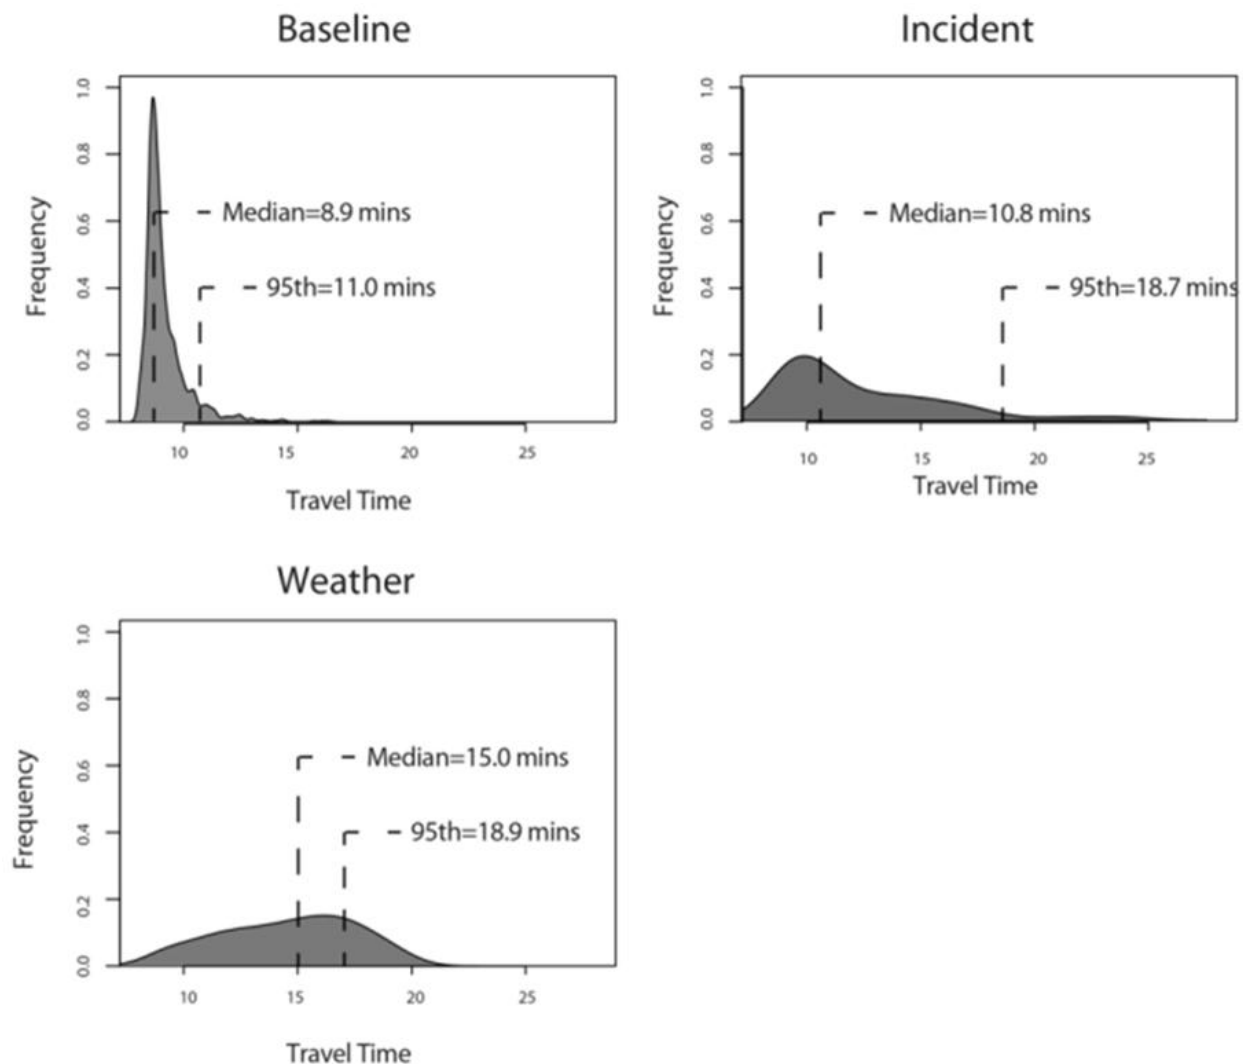 Baseline
1.0
0.8
0.6
0.4
0.2
0.0
Frequency
Median=8.9 mins
95th=11.0 mins
10 15 20 25
Travel Time
Incident
1.0
0.8
0.6
0.4
0.2
0.0
Frequency
Median=10.8 mins
95th=18.7 mins
10 15 20 25
Travel Time
Weather
1.0
0.8
0.6
0.4
0.2
0.0
Frequency
Median=15.0 mins
95th=18.9 mins
10 15 20 25
Travel Time